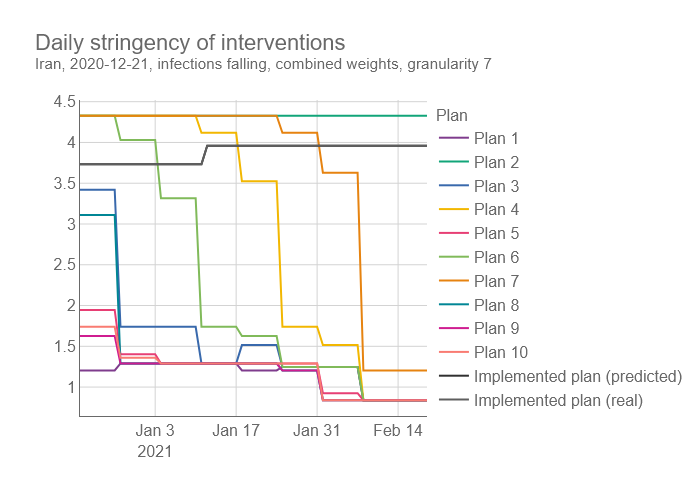 Daily stringency of interventions
Iran, 2020-12-21, infections falling, combined weights, granularity 7
4.5
4
3.5
3
2.5
2
1.5
1
Jan 3
2021
Jan 17
Jan 31
Feb 14
Plan
Plan 1
Plan 2
Plan 3
Plan 4
Plan 5
Plan 6
Plan 7
Plan 8
Plan 9
Plan 10
Implemented plan (predicted)
Implemented plan (real)